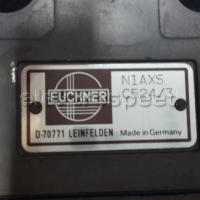 EUCHNER
N1AXS
C524/3
D-70771 LEINFELDEN Made in Germany